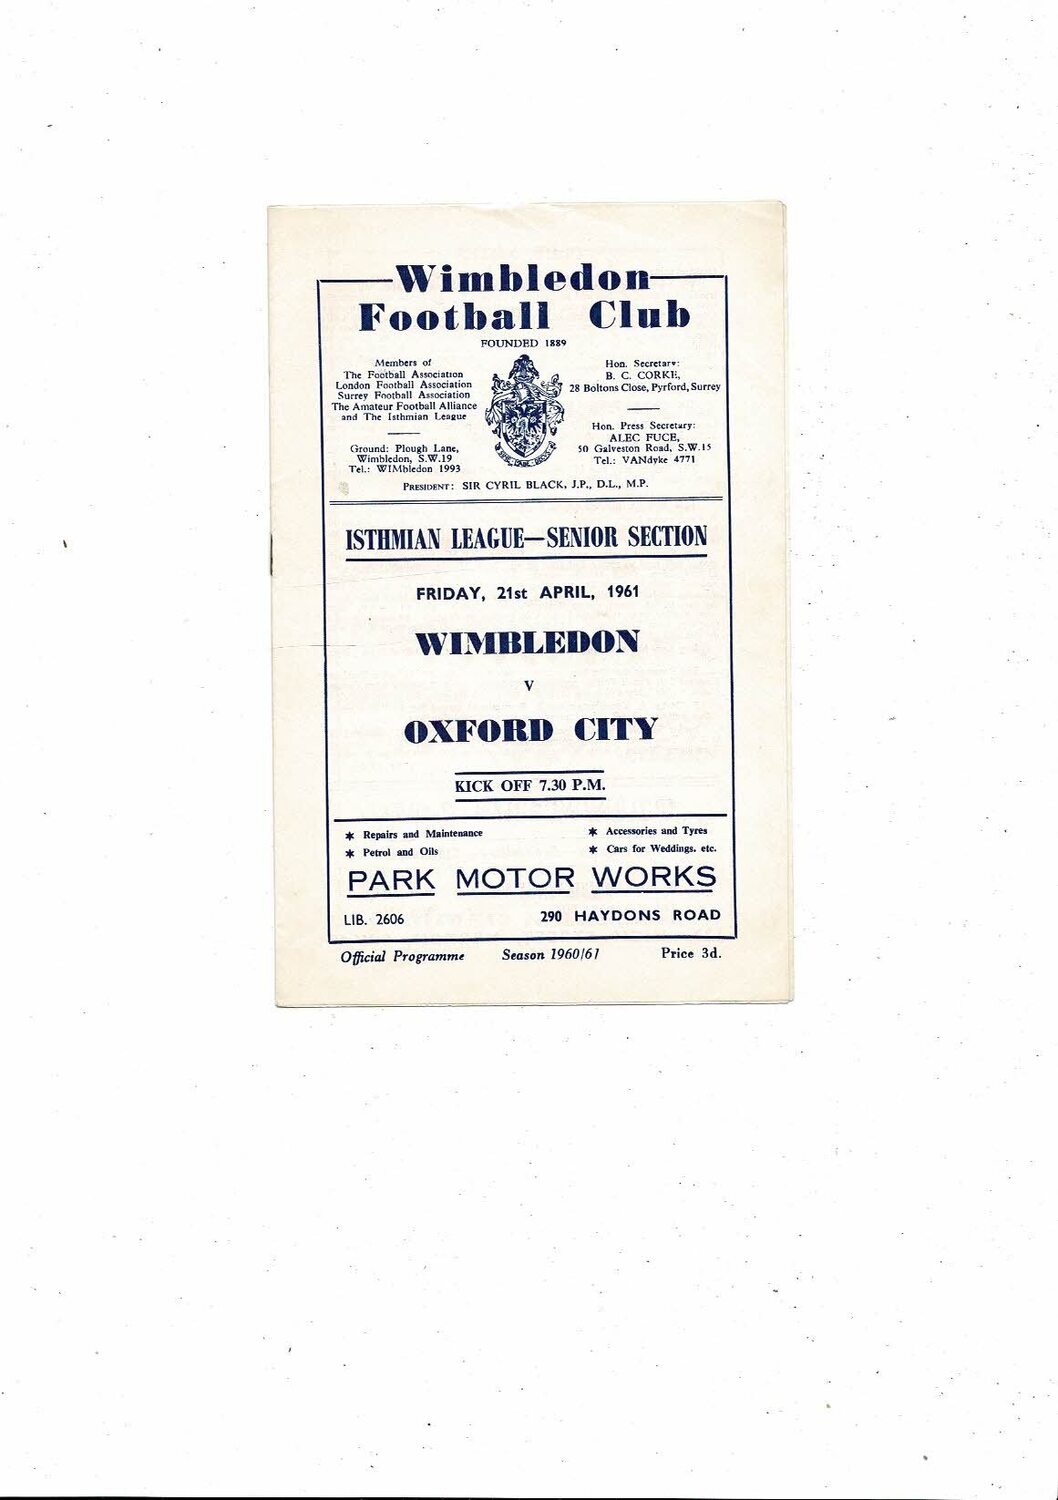 Wimbledon
Football Club
FOUNDED 1889
Members of
The Football Association
London Football Association
Surrey Football Association
The Amateur Football Alliance
and The Isthmian League
Ground: Plough Lane,
Wimbledon, S.W.19
Tel.: WIMbledon 1993
Hon. Secretary:
B. C. CORKE,
28 Boltons Close, Pyrford, Surrey
Hon. Press Secretary:
ALEC FUCE,
50 Galveston Road, S.W.15
Tel.: VANdyke 4771
PRESIDENT: SIR CYRIL BLACK, J.P., D.L., M.P.
ISTHMIAN LEAGUE—SENIOR SECTION
FRIDAY, 21st APRIL, 1961
WIMBLEDON
V
OXFORD CITY
KICK OFF 7.30 P.M.
* Repairs and Maintenance
* Petrol and Oils
* Accessories and Tyres
* Cars for Weddings. etc.
PARK MOTOR WORKS
LIB. 2606 290 HAYDONS ROAD
Official Programme Season 1960/61 Price 3d.